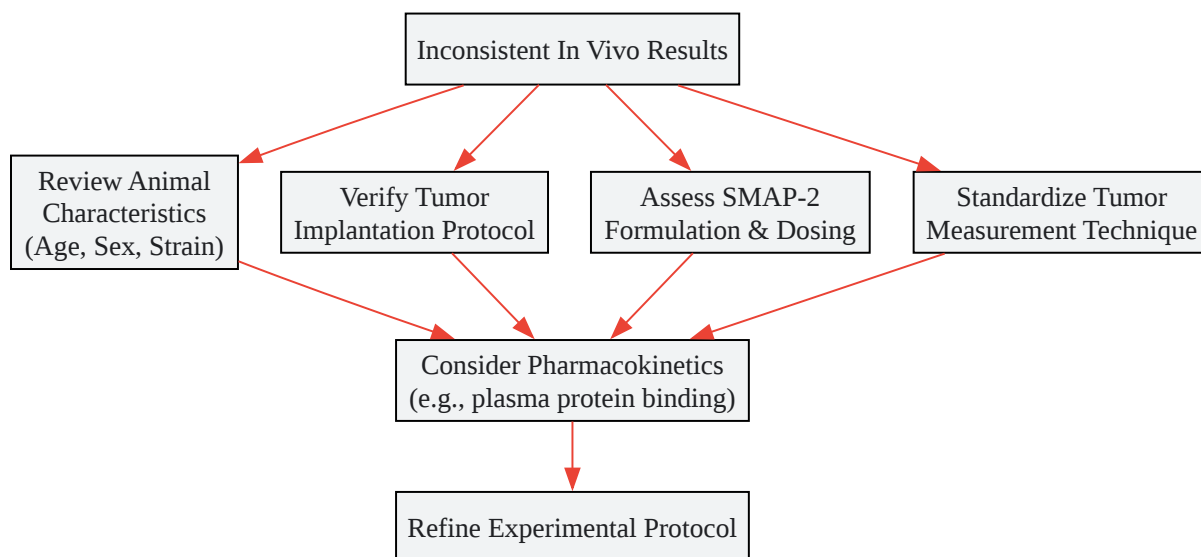 Inconsistent In Vivo Results
Review Animal
Characteristics
(Age, Sex, Strain)
Verify Tumor
Implantation Protocol
Assess SMAP-2
Formulation & Dosing
Standardize Tumor
Measurement Technique
Consider Pharmacokinetics
(e.g., plasma protein binding)
Refine Experimental Protocol